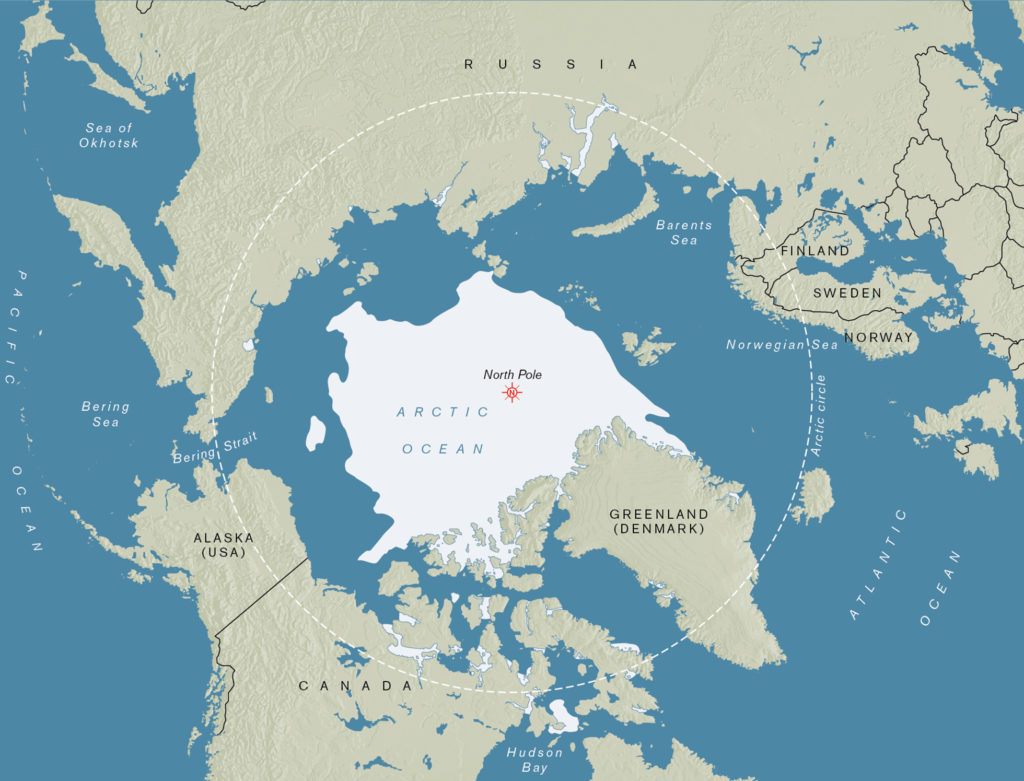 RUSSIA
Sea of
Okhotsk
Barents
Sea
FINLAND
SWEDEN
NORWAY
Norwegian Sea
PACIFIC OCEAN
North Pole
N
Arctic circle
Bering
Sea
ARCTIC
OCEAN
Bering Strait
GREENLAND
(DENMARK)
ALASKA
(USA)
ATLANTIC
OCEAN
CANADA
Hudson
Bay